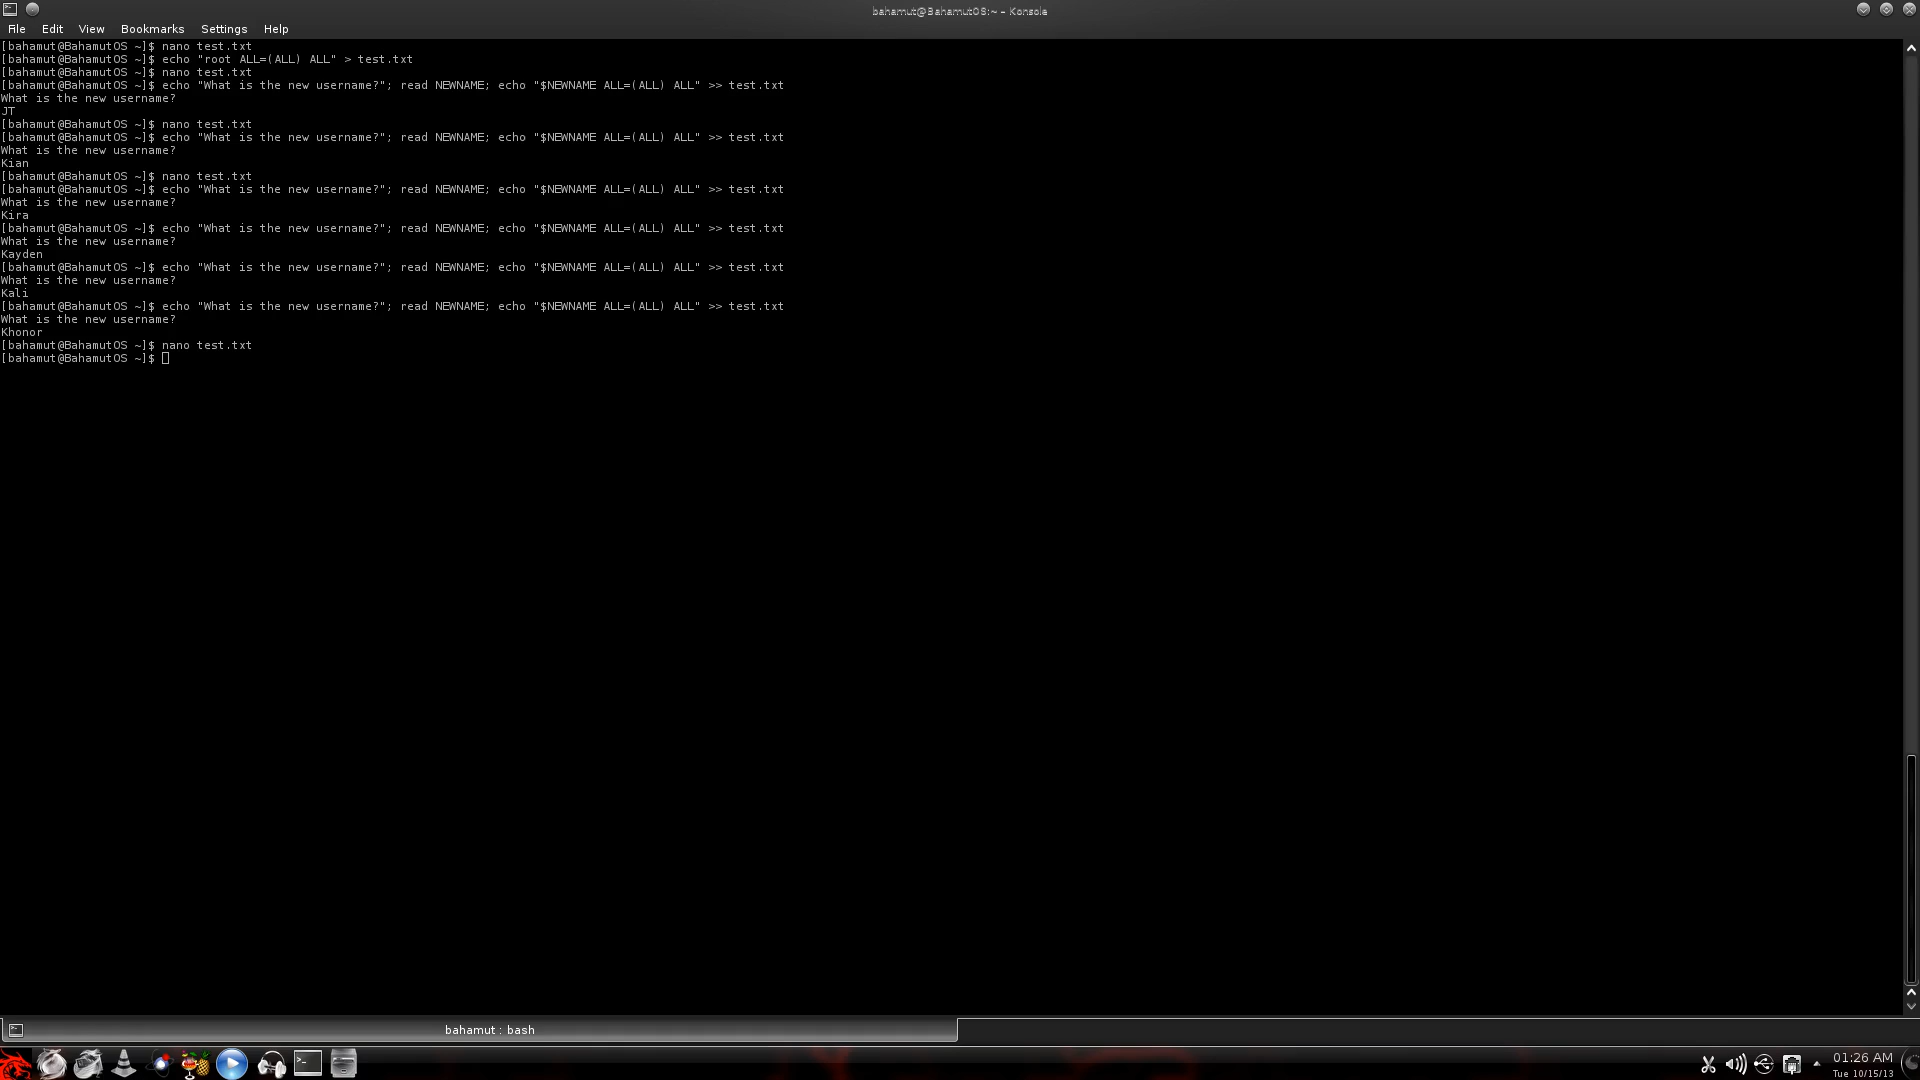 bahamut@BahamutOS:~ - Konsole
File Edit View Bookmarks Settings Help
[bahamut@BahamutOS ~]$ nano test.txt
[bahamut@BahamutOS ~]$ echo "root ALL=(ALL) ALL" > test.txt
[bahamut@BahamutOS ~]$ nano test.txt
[bahamut@BahamutOS ~]$ echo "What is the new username?"; read NEWNAME; echo "$NEWNAME ALL=(ALL) ALL" >> test.txt
What is the new username?
JT
[bahamut@BahamutOS ~]$ nano test.txt
[bahamut@BahamutOS ~]$ echo "What is the new username?"; read NEWNAME; echo "$NEWNAME ALL=(ALL) ALL" >> test.txt
What is the new username?
Kian
[bahamut@BahamutOS ~]$ nano test.txt
[bahamut@BahamutOS ~]$ echo "What is the new username?"; read NEWNAME; echo "$NEWNAME ALL=(ALL) ALL" >> test.txt
What is the new username?
Kira
[bahamut@BahamutOS ~]$ echo "What is the new username?"; read NEWNAME; echo "$NEWNAME ALL=(ALL) ALL" >> test.txt
What is the new username?
Kayden
[bahamut@BahamutOS ~]$ echo "What is the new username?"; read NEWNAME; echo "$NEWNAME ALL=(ALL) ALL" >> test.txt
What is the new username?
Kali
[bahamut@BahamutOS ~]$ echo "What is the new username?"; read NEWNAME; echo "$NEWNAME ALL=(ALL) ALL" >> test.txt
What is the new username?
Khonor
[bahamut@BahamutOS ~]$ nano test.txt
[bahamut@BahamutOS ~]$
bahamut : bash
01:26 AM
Tue 10/15/13